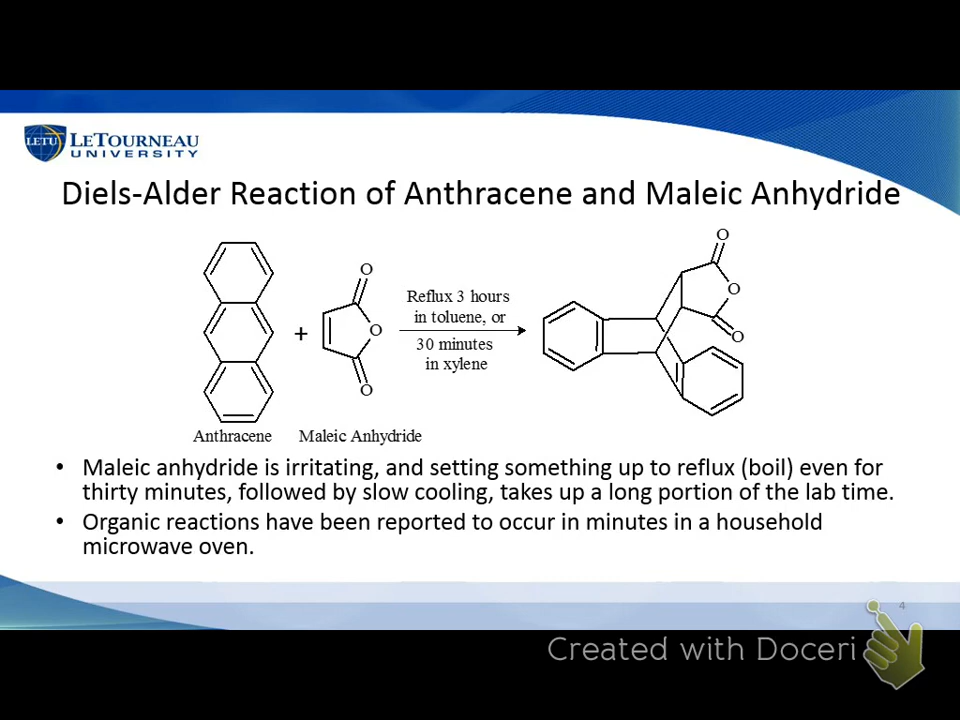 LETU LETOURNEAU
UNIVERSITY
Diels-Alder Reaction of Anthracene and Maleic Anhydride
O
O
O
+
Reflux 3 hours
in toluene, or
30 minutes
in xylene
O
O
O
Anthracene Maleic Anhydride
• Maleic anhydride is irritating, and setting something up to reflux (boil) even for
thirty minutes, followed by slow cooling, takes up a long portion of the lab time.
• Organic reactions have been reported to occur in minutes in a household
microwave oven.
4
Created with Doceri